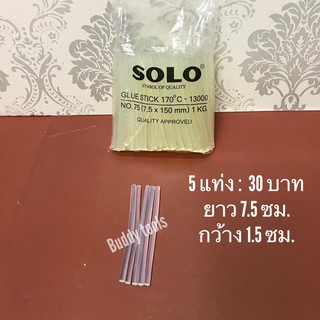 SOLO®
SYMBOL OF QUALITY
GLUE STICK 170°C - 13000
NO.75 (7.5 x 150 mm) 1 KG
QUALITY APPROVED
5 แท่ง : 30 บาท
ยาว 7.5 ซม.
กว้าง 1.5 ซม.
Buddy tools